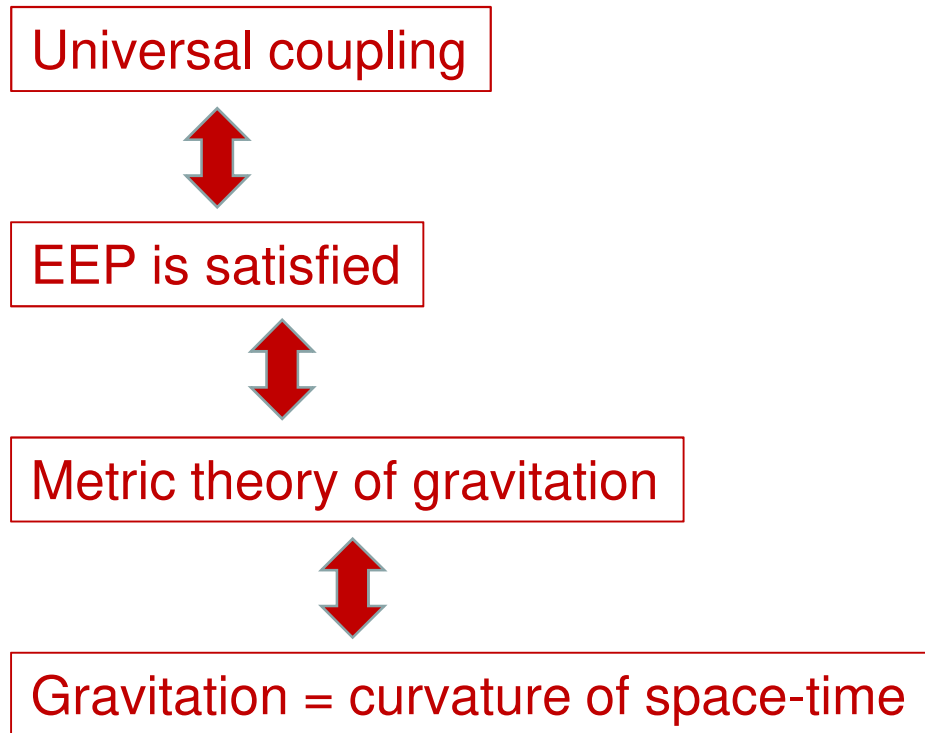 Universal coupling
EEP is satisfied
Metric theory of gravitation
Gravitation = curvature of space-time